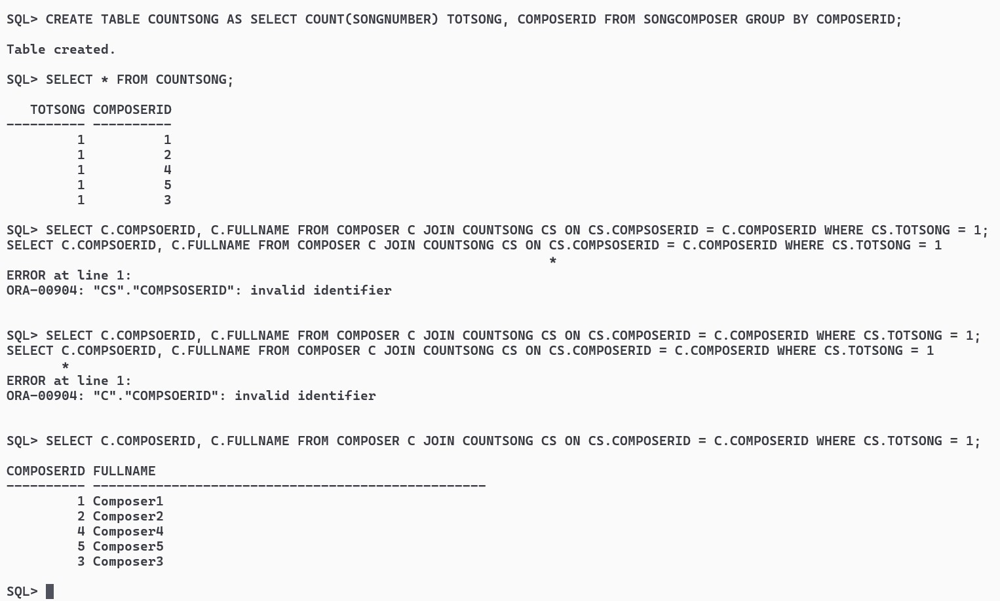 SQL> CREATE TABLE COUNTSONG AS SELECT COUNT(SONGNUMBER) TOTSONG, COMPOSERID FROM SONGCOMPOSER GROUP BY COMPOSERID;
Table created.
SQL> SELECT * FROM COUNTSONG;
   TOTSONG COMPOSERID
---------- ----------
         1          1
         1          2
         1          4
         1          5
         1          3
SQL> SELECT C.COMPSOERID, C.FULLNAME FROM COMPOSER C JOIN COUNTSONG CS ON CS.COMPSOSERID = C.COMPOSERID WHERE CS.TOTSONG = 1;
SELECT C.COMPSOERID, C.FULLNAME FROM COMPOSER C JOIN COUNTSONG CS ON CS.COMPSOSERID = C.COMPOSERID WHERE CS.TOTSONG = 1
                                                                     *
ERROR at line 1:
ORA-00904: "CS"."COMPSOSERID": invalid identifier
SQL> SELECT C.COMPSOERID, C.FULLNAME FROM COMPOSER C JOIN COUNTSONG CS ON CS.COMPOSERID = C.COMPOSERID WHERE CS.TOTSONG = 1;
SELECT C.COMPSOERID, C.FULLNAME FROM COMPOSER C JOIN COUNTSONG CS ON CS.COMPOSERID = C.COMPOSERID WHERE CS.TOTSONG = 1
       *
ERROR at line 1:
ORA-00904: "C"."COMPSOERID": invalid identifier
SQL> SELECT C.COMPOSERID, C.FULLNAME FROM COMPOSER C JOIN COUNTSONG CS ON CS.COMPOSERID = C.COMPOSERID WHERE CS.TOTSONG = 1;
COMPOSERID FULLNAME
---------- --------------------------------------------------
         1 Composer1
         2 Composer2
         4 Composer4
         5 Composer5
         3 Composer3
SQL>